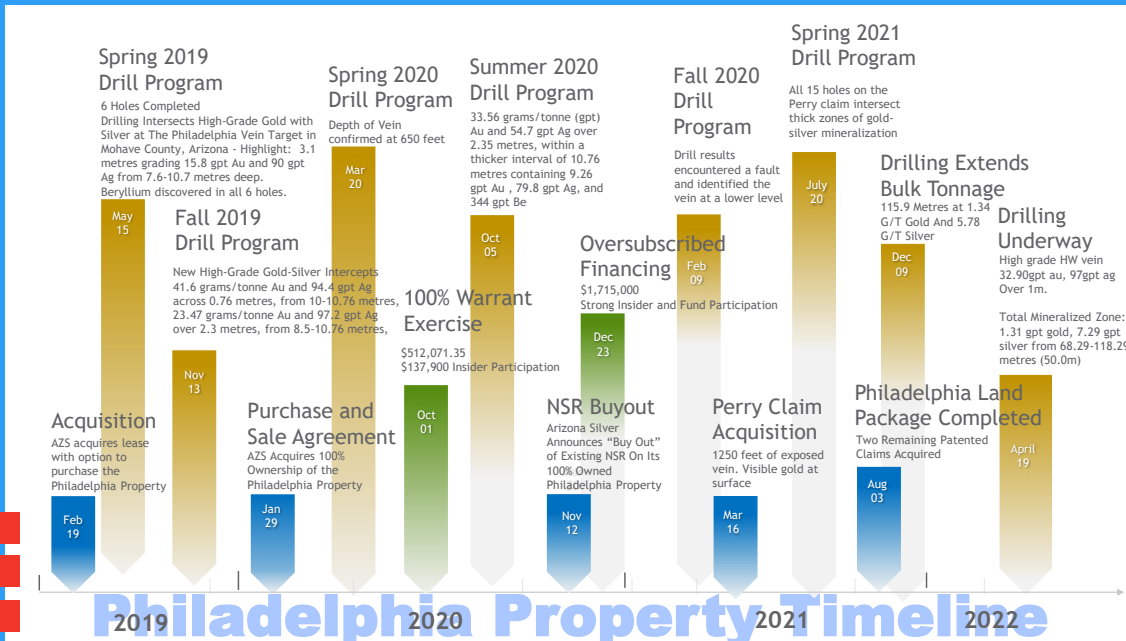 Spring 2019
Drill Program
6 Holes Completed
Drilling Intersects High-Grade Gold with
Silver at The Philadelphia Vein Target in
Mohave County, Arizona - Highlight: 3.1
metres grading 15.8 gpt Au and 90 gpt
Ag from 7.6-10.7 metres deep.
Beryllium discovered in all 6 holes.
May
15
Fall 2019
Drill Program
New High-Grade Gold-Silver Intercepts
41.6 grams/tonne Au and 94.4 gpt Ag
across 0.76 metres, from 10-10.76 metres,
23.47 grams/tonne Au and 97.2 gpt Ag
over 2.3 metres, from 8.5-10.76 metres,
Nov
13
Acquisition
AZS acquires lease
with option to
purchase the
Philadelphia Property
Feb
19
Spring 2020
Drill Program
Depth of Vein
confirmed at 650 feet
Mar
20
Purchase and
Sale Agreement
AZS Acquires 100%
Ownership of the
Philadelphia Property
Jan
29
100% Warrant
Exercise
$512,071.35
$137,900 Insider Participation
Oct
01
Summer 2020
Drill Program
33.56 grams/tonne (gpt)
Au and 54.7 gpt Ag over
2.35 metres, within a
thicker interval of 10.76
metres containing 9.26
gpt Au , 79.8 gpt Ag, and
344 gpt Be
Oct
05
Oversubscribed
Financing
$1,715,000
Strong Insider and Fund Participation
Dec
23
NSR Buyout
Arizona Silver
Announces “Buy Out”
of Existing NSR On Its
100% Owned
Philadelphia Property
Nov
12
Fall 2020
Drill
Program
Drill results
encountered a fault
and identified the
vein at a lower level
Feb
09
Perry Claim
Acquisition
1250 feet of exposed
vein. Visible gold at
surface
Mar
16
Spring 2021
Drill Program
All 15 holes on the
Perry claim intersect
thick zones of gold-
silver mineralization
July
20
Drilling Extends
Bulk Tonnage
115.9 Metres at 1.34
G/T Gold And 5.78
G/T Silver
Dec
09
Philadelphia Land
Package Completed
Two Remaining Patented
Claims Acquired
Aug
03
Drilling
Underway
High grade HW vein
32.90gpt au, 97gpt ag
Over 1m.
Total Mineralized Zone:
1.31 gpt gold, 7.29 gpt
silver from 68.29-118.29
metres (50.0m)
April
19
Philadelphia Property Timeline
2019
2020
2021
2022